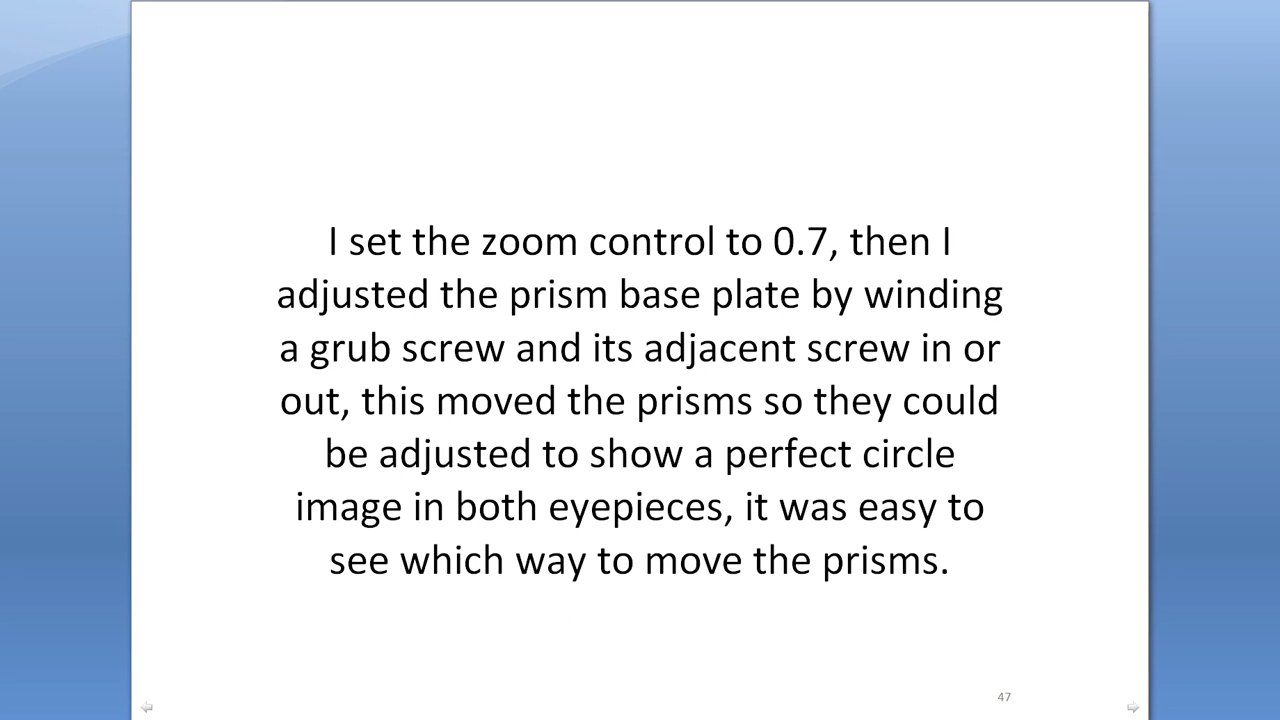 I set the zoom control to 0.7, then I
adjusted the prism base plate by winding
a grub screw and its adjacent screw in or
out, this moved the prisms so they could
be adjusted to show a perfect circle
image in both eyepieces, it was easy to
see which way to move the prisms.
47